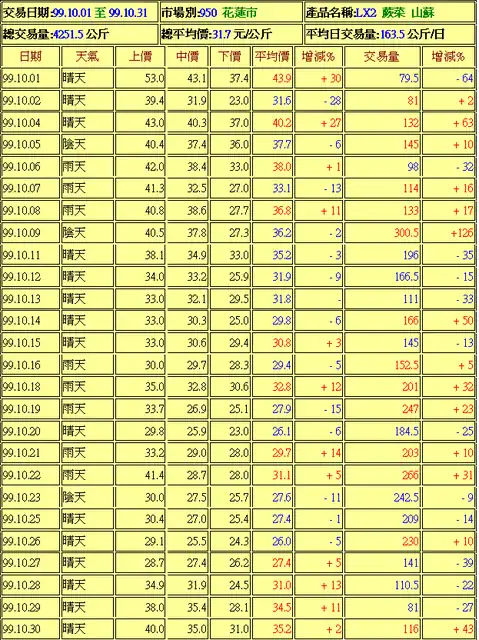 交易日期:99.10.01 至 99.10.31 市場別:950 花蓮市 產品名稱:LX2 蕨菜 山蘇
總交易量:4251.5 公斤 總平均價:31.7 元/公斤 平均日交易量:163.5 公斤/日
日期 天氣 上價 中價 下價 平均價 增減% 交易量 增減%
99.10.01 晴天 53.0 43.1 37.4 43.9 + 30 79.5 - 64
99.10.02 晴天 39.4 31.9 23.0 31.6 - 28 81 + 2
99.10.04 晴天 43.0 40.3 37.0 40.2 + 27 132 + 63
99.10.05 陰天 40.4 37.4 36.0 37.7 - 6 145 + 10
99.10.06 雨天 42.0 38.4 33.0 38.0 + 1 98 - 32
99.10.07 雨天 41.3 32.5 27.0 33.1 - 13 114 + 16
99.10.08 雨天 40.8 38.6 27.7 36.8 + 11 133 + 17
99.10.09 陰天 40.5 37.8 27.3 36.2 - 2 300.5 +126
99.10.11 晴天 38.1 34.9 33.0 35.2 - 3 196 - 35
99.10.12 晴天 34.0 33.2 25.9 31.9 - 9 166.5 - 15
99.10.13 晴天 33.0 32.1 29.5 31.8 - 111 - 33
99.10.14 晴天 33.0 30.3 25.0 29.8 - 6 166 + 50
99.10.15 晴天 33.0 30.6 29.4 30.8 + 3 145 - 13
99.10.16 雨天 30.0 29.7 28.3 29.4 - 5 152.5 + 5
99.10.18 雨天 35.0 32.8 30.6 32.8 + 12 201 + 32
99.10.19 雨天 33.7 26.9 25.1 27.9 - 15 247 + 23
99.10.20 晴天 29.8 25.9 23.0 26.1 - 6 184.5 - 25
99.10.21 雨天 33.2 29.0 28.0 29.7 + 14 203 + 10
99.10.22 雨天 41.4 28.7 28.0 31.1 + 5 266 + 31
99.10.23 陰天 30.0 27.5 25.7 27.6 - 11 242.5 - 9
99.10.25 晴天 30.4 27.0 25.4 27.4 - 1 209 - 14
99.10.26 晴天 29.1 25.5 24.3 26.0 - 5 230 + 10
99.10.27 晴天 28.7 27.4 26.2 27.4 + 5 141 - 39
99.10.28 晴天 34.9 31.9 24.5 31.0 + 13 110.5 - 22
99.10.29 晴天 38.0 35.4 28.1 34.5 + 11 81 - 27
99.10.30 晴天 40.0 35.0 31.0 35.2 + 2 116 + 43